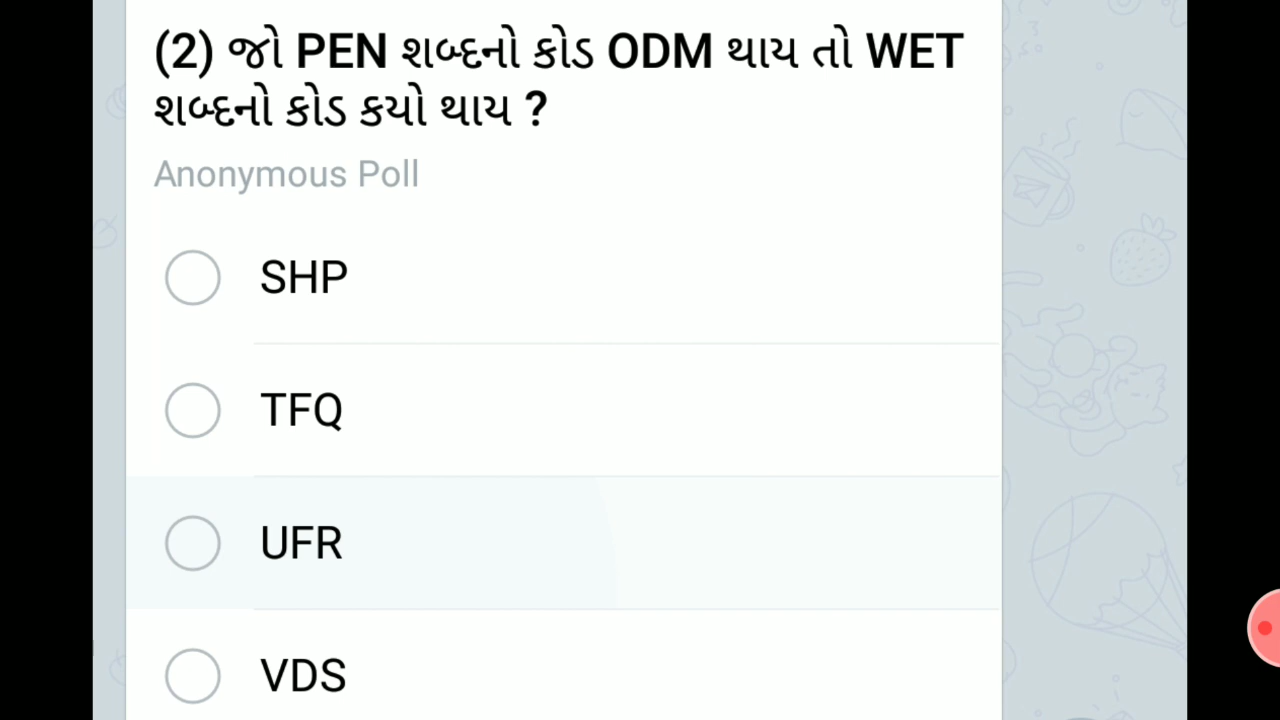 (2) જો PEN શબ્દનો કોડ ODM થાય તો WET
શબ્દનો કોડ કયો થાય ?
Anonymous Poll
SHP
TFQ
UFR
VDS